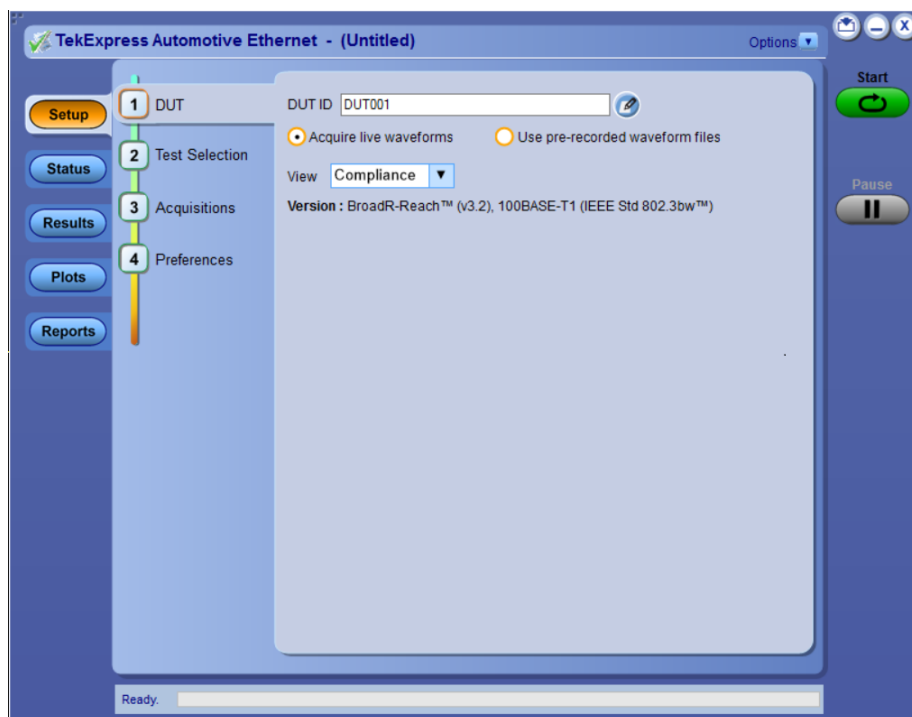 TekExpress Automotive Ethernet - (Untitled)
Options
X
Start
Pause
Setup
Status
Results
Plots
Reports
1 DUT
2 Test Selection
3 Acquisitions
4 Preferences
DUT ID DUT001
Acquire live waveforms Use pre-recorded waveform files
View Compliance
Version : BroadR-Reach™ (v3.2), 100BASE-T1 (IEEE Std 802.3bw™)
Ready.